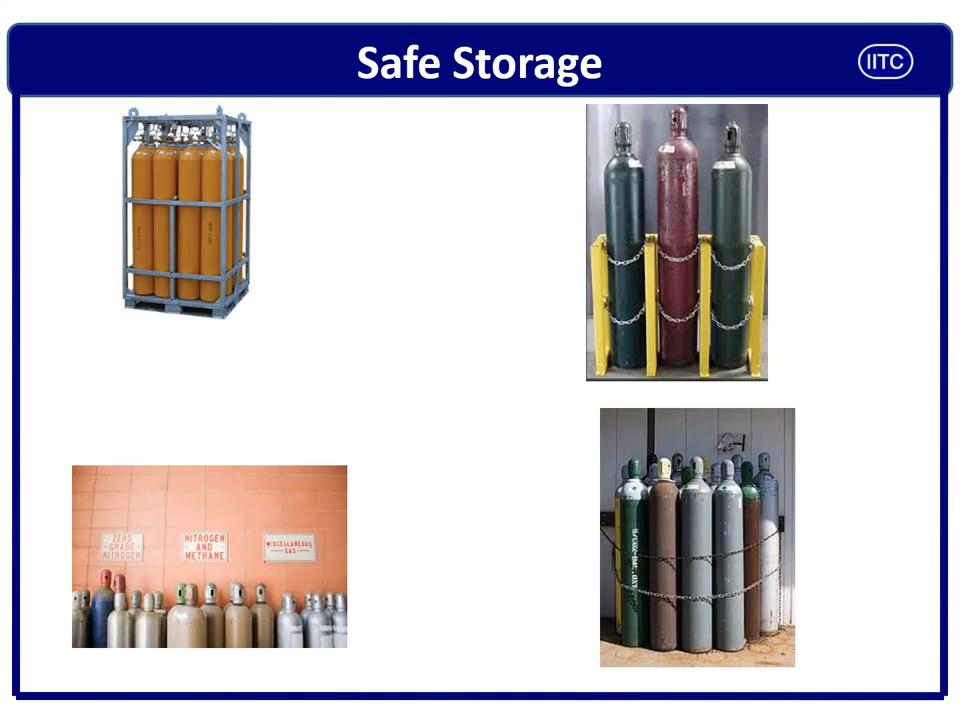 Safe Storage
IITC
ZERO
GRADE
NITROGEN
NITROGEN
AND
METHANE
MISCELLANEOUS
GAS